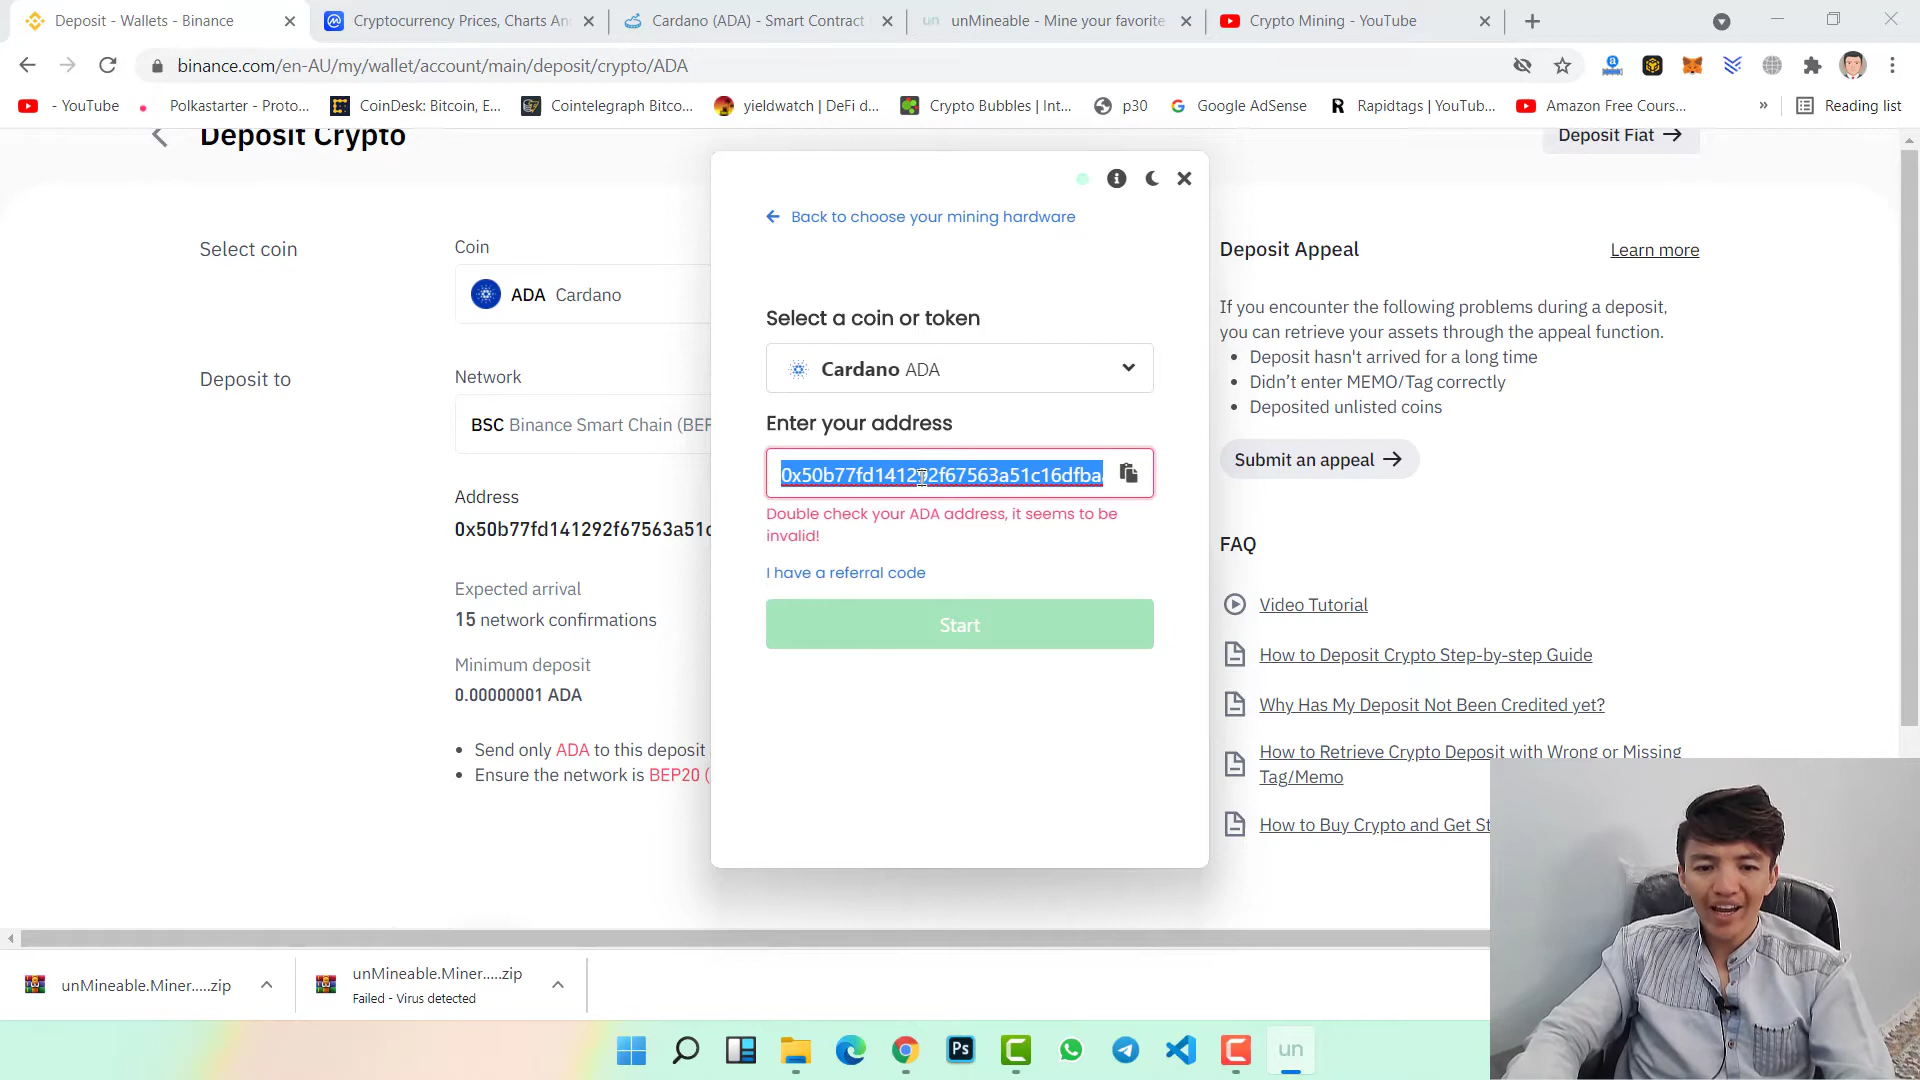 Deposit - Wallets - Binance
Cryptocurrency Prices, Charts An
Cardano (ADA) - Smart Contract
unMineable - Mine your favorite
Crypto Mining - YouTube
binance.com/en-AU/my/wallet/account/main/deposit/crypto/ADA
- YouTube
Polkastarter - Proto...
CoinDesk: Bitcoin, E...
Cointelegraph Bitco...
yieldwatch | DeFi d...
Crypto Bubbles | Int...
p30
Google AdSense
Rapidtags | YouTub...
Amazon Free Cours...
»
Reading list
Deposit Crypto
Deposit Fiat
Select coin
Coin
ADA Cardano
Deposit to
Network
BSC Binance Smart Chain (BEP
Address
0x50b77fd141292f67563a51c
Expected arrival
15 network confirmations
Minimum deposit
0.00000001 ADA
Send only ADA to this deposit
Ensure the network is BEP20 (
Back to choose your mining hardware
Select a coin or token
Cardano ADA
Enter your address
0x50b77fd141292f67563a51c16dfba
Double check your ADA address, it seems to be
invalid!
I have a referral code
Start
Deposit Appeal
Learn more
If you encounter the following problems during a deposit,
you can retrieve your assets through the appeal function.
Deposit hasn't arrived for a long time
Didn't enter MEMO/Tag correctly
Deposited unlisted coins
Submit an appeal
FAQ
Video Tutorial
How to Deposit Crypto Step-by-step Guide
Why Has My Deposit Not Been Credited yet?
How to Retrieve Crypto Deposit with Wrong or Missing
Tag/Memo
How to Buy Crypto and Get St
unMineable.Miner.....zip
unMineable.Miner.....zip
Failed - Virus detected
Ps
un